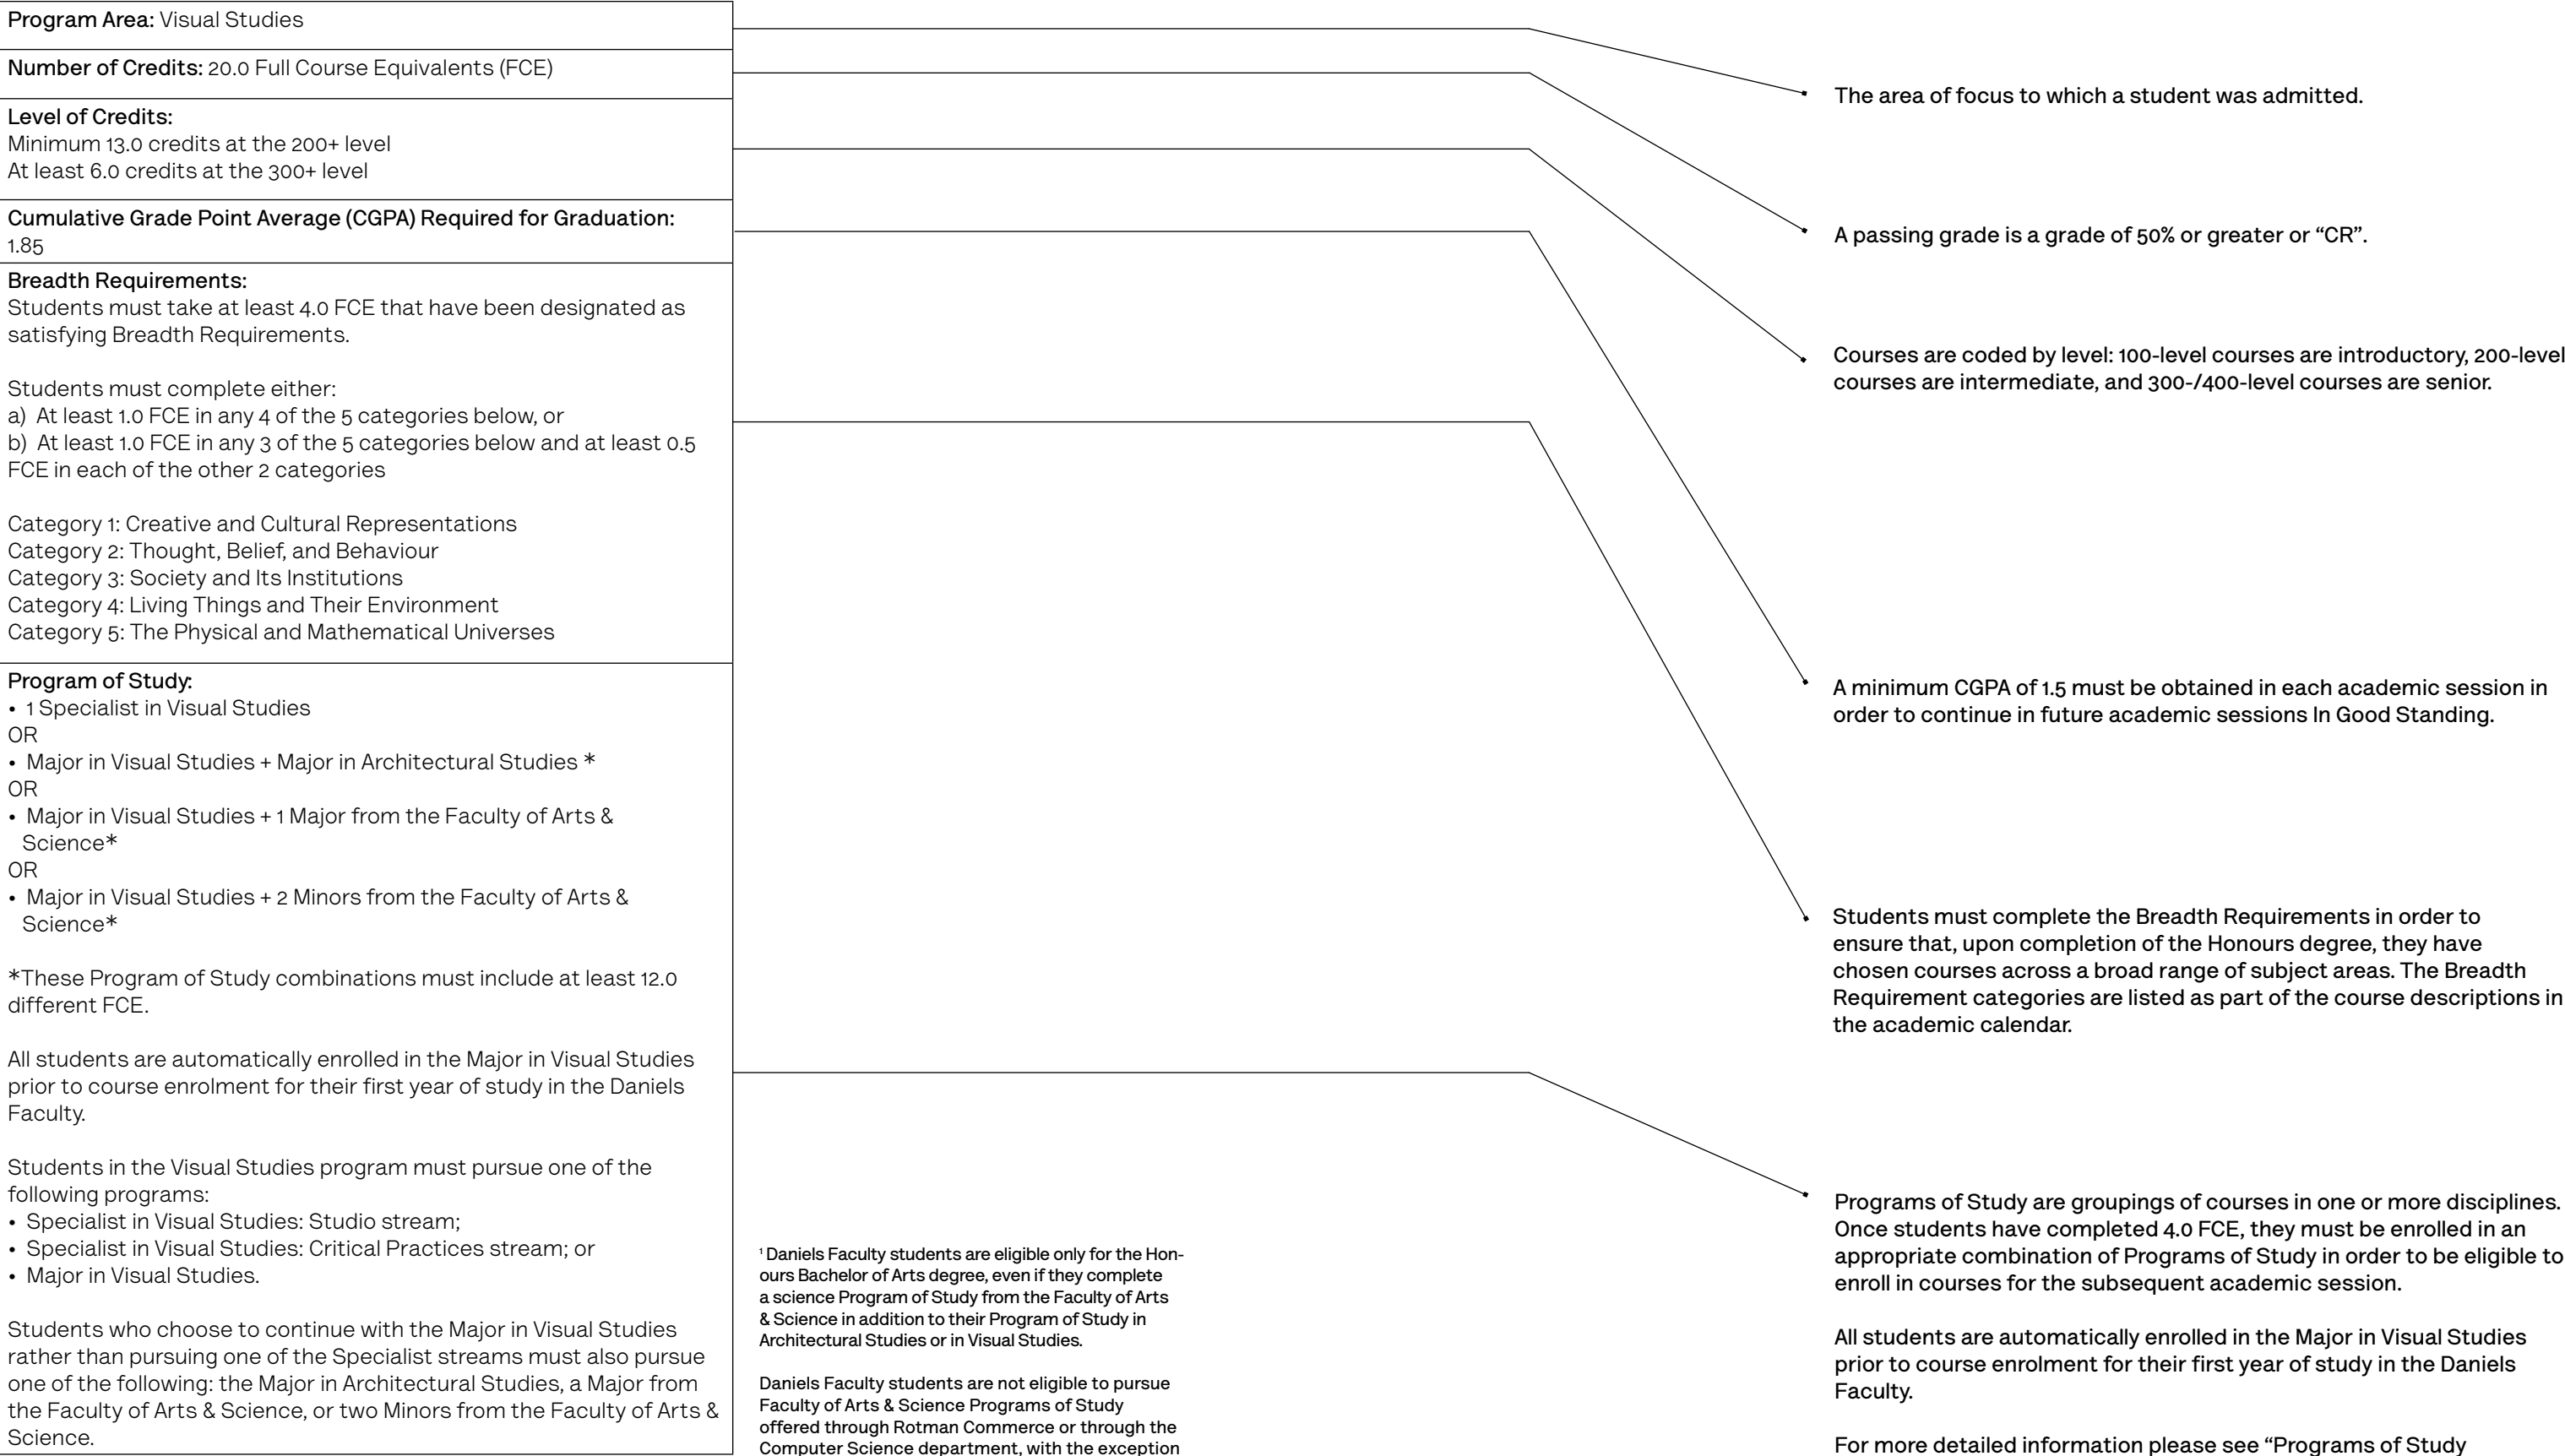 Program Area: Visual Studies
Number of Credits: 20.0 Full Course Equivalents (FCE)
Level of Credits:
Minimum 13.0 credits at the 200+ level
At least 6.0 credits at the 300+ level
Cumulative Grade Point Average (CGPA) Required for Graduation:
1.85
Breadth Requirements:
Students must take at least 4.0 FCE that have been designated as
satisfying Breadth Requirements.
Students must complete either:
a) At least 1.0 FCE in any 4 of the 5 categories below, or
b) At least 1.0 FCE in any 3 of the 5 categories below and at least 0.5
FCE in each of the other 2 categories
Category 1: Creative and Cultural Representations
Category 2: Thought, Belief, and Behaviour
Category 3: Society and Its Institutions
Category 4: Living Things and Their Environment
Category 5: The Physical and Mathematical Universes
Program of Study:
• 1 Specialist in Visual Studies
OR
• Major in Visual Studies + Major in Architectural Studies *
OR
• Major in Visual Studies + 1 Major from the Faculty of Arts &
Science*
OR
• Major in Visual Studies + 2 Minors from the Faculty of Arts &
Science*
*These Program of Study combinations must include at least 12.0
different FCE.
All students are automatically enrolled in the Major in Visual Studies
prior to course enrolment for their first year of study in the Daniels
Faculty.
Students in the Visual Studies program must pursue one of the
following programs:
• Specialist in Visual Studies: Studio stream;
• Specialist in Visual Studies: Critical Practices stream; or
• Major in Visual Studies.
Students who choose to continue with the Major in Visual Studies
rather than pursuing one of the Specialist streams must also pursue
one of the following: the Major in Architectural Studies, a Major from
the Faculty of Arts & Science, or two Minors from the Faculty of Arts &
Science.
¹ Daniels Faculty students are eligible only for the Hon-
ours Bachelor of Arts degree, even if they complete
a science Program of Study from the Faculty of Arts
& Science in addition to their Program of Study in
Architectural Studies or in Visual Studies.
Daniels Faculty students are not eligible to pursue
Faculty of Arts & Science Programs of Study
offered through Rotman Commerce or through the
Computer Science department, with the exception
The area of focus to which a student was admitted.
A passing grade is a grade of 50% or greater or “CR”.
Courses are coded by level: 100-level courses are introductory, 200-level
courses are intermediate, and 300-/400-level courses are senior.
A minimum CGPA of 1.5 must be obtained in each academic session in
order to continue in future academic sessions In Good Standing.
Students must complete the Breadth Requirements in order to
ensure that, upon completion of the Honours degree, they have
chosen courses across a broad range of subject areas. The Breadth
Requirement categories are listed as part of the course descriptions in
the academic calendar.
Programs of Study are groupings of courses in one or more disciplines.
Once students have completed 4.0 FCE, they must be enrolled in an
appropriate combination of Programs of Study in order to be eligible to
enroll in courses for the subsequent academic session.
All students are automatically enrolled in the Major in Visual Studies
prior to course enrolment for their first year of study in the Daniels
Faculty.
For more detailed information please see “Programs of Study